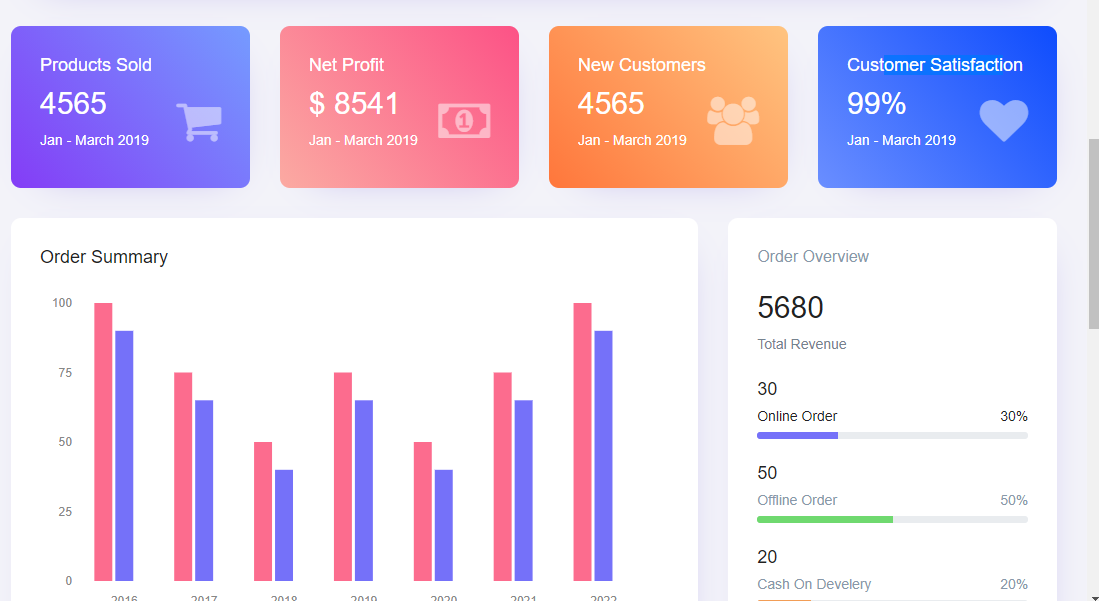 Products Sold
4565
Jan - March 2019
Net Profit
$ 8541
Jan - March 2019
New Customers
4565
Jan - March 2019
Customer Satisfaction
99%
Jan - March 2019
Order Summary
100
75
50
25
0
2016 2017 2018 2019 2020 2021 2022
Order Overview
5680
Total Revenue
30
Online Order 30%
50
Offline Order 50%
20
Cash On Develery 20%